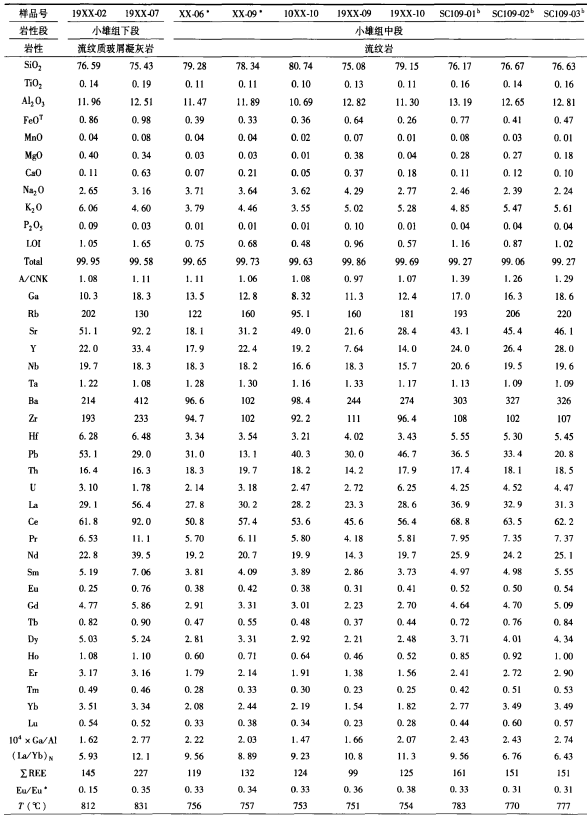 样品号 19XX-02 19XX-07 XX-06* XX-09* 10XX-10 19XX-09 19XX-10 SC109-01ᵇ SC109-02ᵇ SC109-03ᵇ
岩性段 小雄组下段 小雄组中段
岩性 流纹质玻屑凝灰岩 流纹岩
SiO₂ 76.59 75.43 79.28 78.34 80.74 75.08 79.15 76.17 76.67 76.63
TiO₂ 0.14 0.19 0.11 0.11 0.10 0.13 0.11 0.16 0.14 0.16
Al₂O₃ 11.96 12.51 11.47 11.89 10.69 12.82 11.30 13.19 12.65 12.81
FeOᵀ 0.86 0.98 0.39 0.33 0.36 0.64 0.26 0.77 0.41 0.47
MnO 0.04 0.08 0.04 0.04 0.02 0.07 0.01 0.08 0.03 0.01
MgO 0.40 0.34 0.03 0.03 0.01 0.38 0.04 0.28 0.27 0.18
CaO 0.11 0.63 0.07 0.21 0.05 0.37 0.18 0.11 0.12 0.10
Na₂O 2.65 3.16 3.71 3.64 3.62 4.29 2.77 2.46 2.39 2.24
K₂O 6.06 4.60 3.79 4.46 3.55 5.02 5.28 4.85 5.47 5.61
P₂O₅ 0.09 0.03 0.01 0.01 0.01 0.10 0.01 0.04 0.04 0.04
LOI 1.05 1.65 0.75 0.68 0.48 0.96 0.57 1.16 0.89 1.02
Total 99.95 99.58 99.65 99.73 99.63 99.86 99.69 99.27 99.06 99.27
A/CNK 1.08 1.11 1.11 1.06 1.08 0.97 1.07 1.39 1.26 1.29
Ga 10.3 18.3 13.5 12.8 8.32 11.3 12.4 17.0 16.3 18.6
Rb 202 130 122 160 95.1 160 181 193 206 220
Sr 51.1 92.2 18.1 31.2 49.0 21.6 28.4 43.1 45.4 46.1
Y 22.0 33.4 17.9 22.4 19.2 7.64 14.0 24.0 26.4 28.0
Nb 19.7 18.3 18.3 18.2 16.6 18.3 15.7 20.6 19.5 19.6
Ta 1.22 1.08 1.28 1.30 1.16 1.33 1.17 1.13 1.09 1.09
Ba 214 412 96.6 102 98.4 244 274 303 327 326
Zr 193 233 94.7 102 92.2 111 96.4 108 102 107
Hf 6.28 6.48 3.34 3.54 3.21 4.02 3.43 5.55 5.30 5.45
Pb 53.1 29.0 31.0 13.1 40.3 30.0 46.7 36.5 33.4 20.8
Th 16.4 16.3 18.3 19.7 18.2 14.2 17.9 17.4 18.1 18.5
U 3.10 1.78 2.14 3.18 2.47 2.72 6.25 4.25 4.52 4.47
La 29.1 56.4 27.8 30.2 28.2 23.3 28.6 36.9 32.9 31.3
Ce 61.8 92.0 50.8 57.4 53.6 45.6 56.4 68.8 63.5 62.2
Pr 6.53 11.1 5.70 6.11 5.80 4.18 5.81 7.95 7.35 7.37
Nd 22.8 39.5 19.2 20.7 19.9 14.3 19.7 25.9 24.2 25.1
Sm 5.19 7.06 3.81 4.09 3.89 2.86 3.73 4.97 4.98 5.55
Eu 0.25 0.76 0.38 0.42 0.38 0.31 0.41 0.52 0.50 0.54
Gd 4.77 5.86 2.91 3.31 3.01 2.23 2.70 4.64 4.70 5.09
Tb 0.82 0.90 0.47 0.55 0.48 0.37 0.44 0.72 0.76 0.84
Dy 5.03 5.24 2.81 3.31 2.92 2.21 2.48 3.71 4.01 4.34
Ho 1.08 1.10 0.60 0.71 0.64 0.46 0.52 0.85 0.92 1.00
Er 3.17 3.16 1.79 2.14 1.91 1.38 1.56 2.41 2.72 2.90
Tm 0.49 0.46 0.28 0.33 0.30 0.23 0.25 0.42 0.51 0.53
Yb 3.51 3.34 2.08 2.44 2.19 1.54 1.82 2.77 3.49 3.49
Lu 0.54 0.52 0.33 0.38 0.34 0.23 0.28 0.44 0.60 0.57
10⁴×Ga/Al 1.62 2.77 2.22 2.03 1.47 1.66 2.07 2.43 2.43 2.74
(La/Yb)N 5.93 12.1 9.56 8.89 9.23 10.8 11.3 9.56 6.76 6.43
∑REE 145 227 119 132 124 99 125 161 151 151
Eu/Eu* 0.15 0.35 0.33 0.34 0.33 0.36 0.38 0.33 0.31 0.31
T(℃) 812 831 756 757 753 751 754 783 770 777